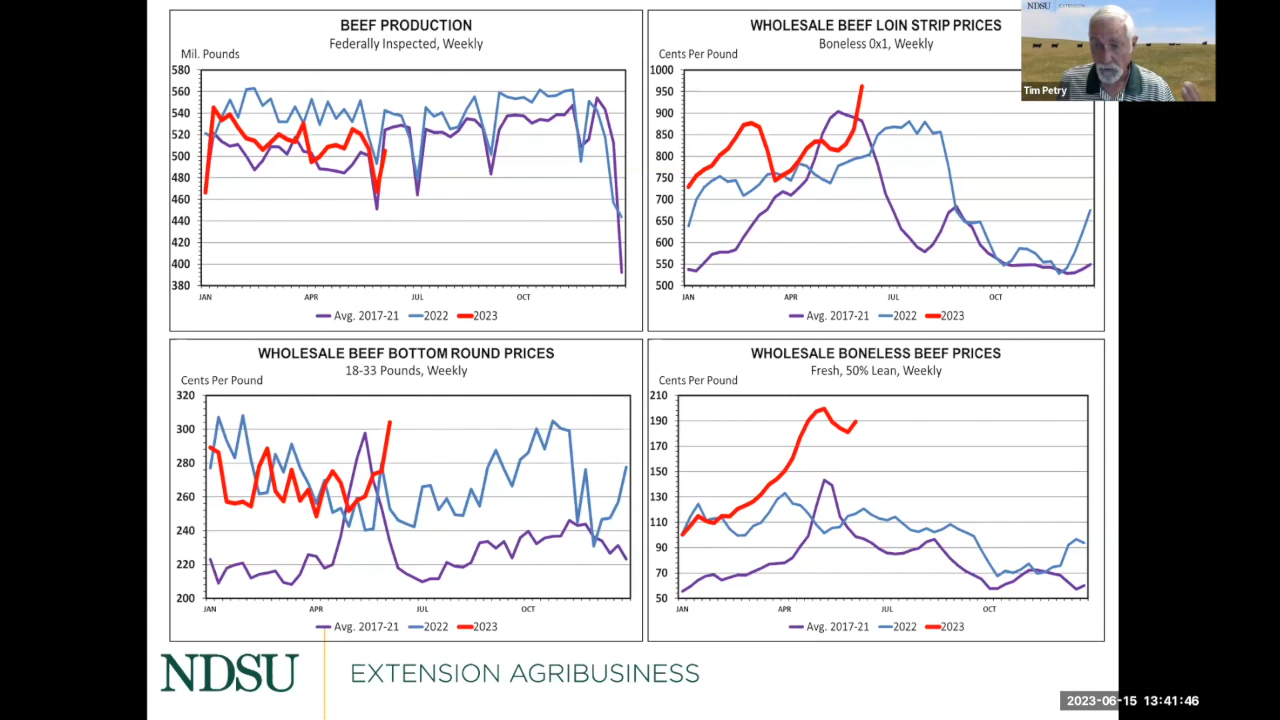 BEEF PRODUCTION
Federally Inspected, Weekly
Mil. Pounds
580
560
540
520
500
480
460
440
420
400
380
JAN APR JUL OCT
Avg. 2017-21 2022 2023
WHOLESALE BEEF LOIN STRIP PRICES
Boneless 0x1, Weekly
Cents Per Pound
1000
950
900
850
800
750
700
650
600
550
500
JAN APR JUL OCT
Avg. 2017-21 2022 2023
NDSU EXTENSION
Tim Petry
WHOLESALE BEEF BOTTOM ROUND PRICES
18-33 Pounds, Weekly
Cents Per Pound
320
300
280
260
240
220
200
JAN APR JUL OCT
Avg. 2017-21 2022 2023
WHOLESALE BONELESS BEEF PRICES
Fresh, 50% Lean, Weekly
Cents Per Pound
210
190
170
150
130
110
90
70
50
JAN APR JUL OCT
Avg. 2017-21 2022 2023
NDSU EXTENSION AGRIBUSINESS
2023-06-15 13:41:46